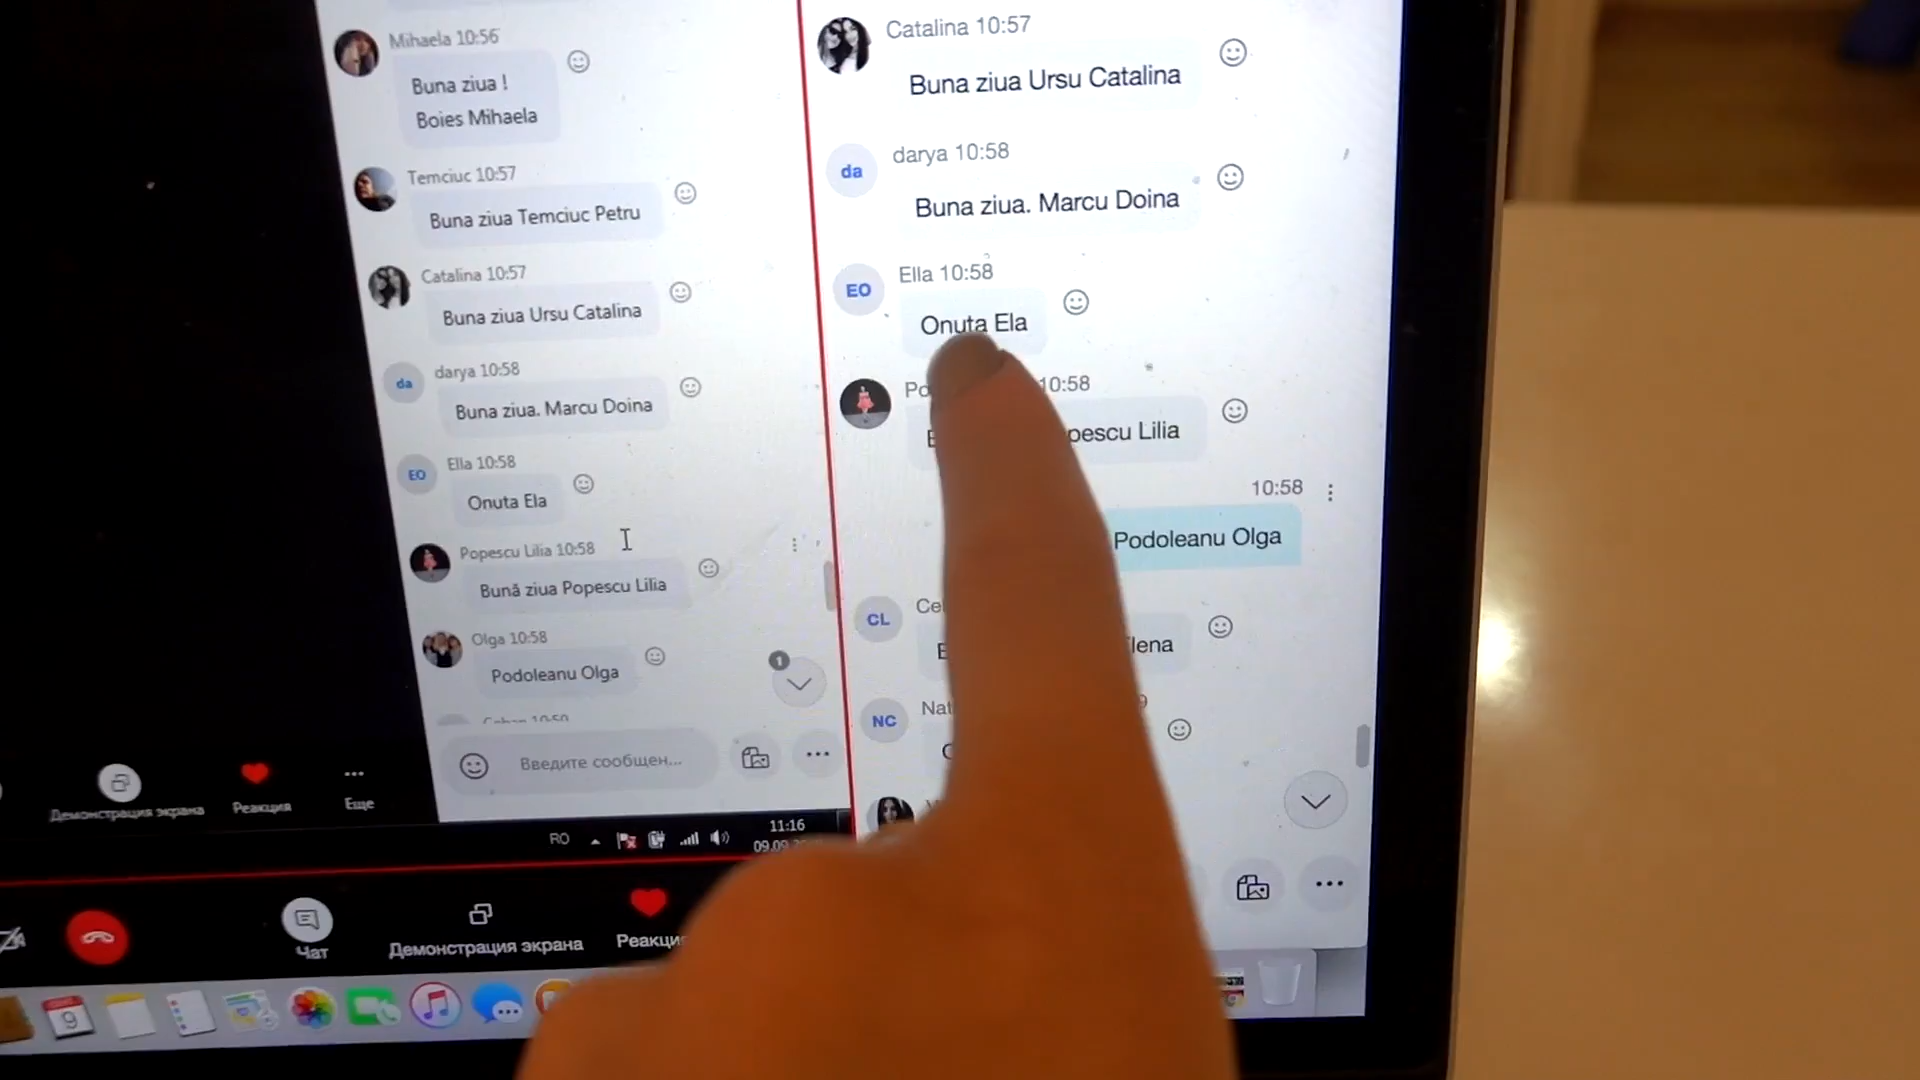 Mihaela 10:56
Buna ziua !
Boies Mihaela
Temciuc 10:57
Buna ziua Temciuc Petru
Catalina 10:57
Buna ziua Ursu Catalina
da
darya 10:58
Buna ziua. Marcu Doina
EO
Ella 10:58
Onuta Ela
Popescu Lilia 10:58
Bună ziua Popescu Lilia
Olga 10:58
Podoleanu Olga
1
Введите сообщен...
Демонстрация экрана
Реакция
Еще
RO
11:16
09.09
Catalina 10:57
Buna ziua Ursu Catalina
da
darya 10:58
Buna ziua. Marcu Doina
EO
Ella 10:58
Onuta Ela
10:58
Lilia
10:58
Podoleanu Olga
CL
NC
Чат
Демонстрация экрана
9